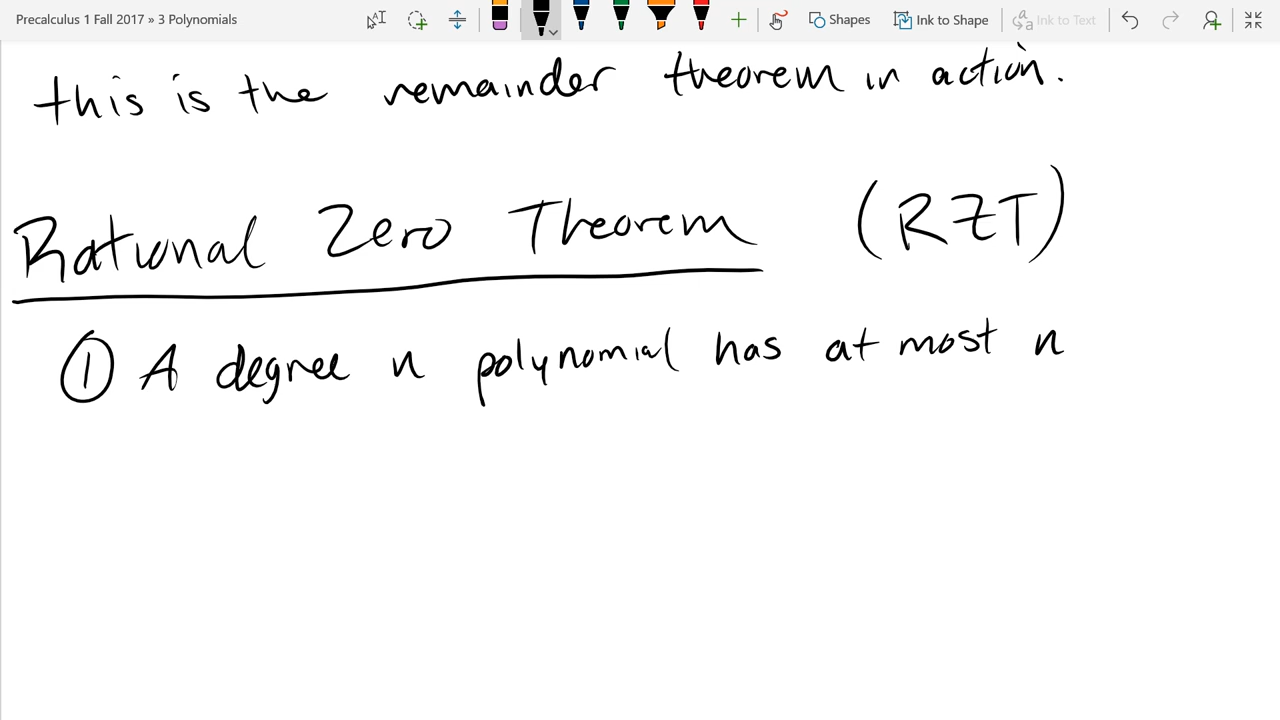 Precalculus 1 Fall 2017 » 3 Polynomials
Shapes
Ink to Shape
Ink to Text
this is the remainder theorem in action.
Rational Zero Theorem (RZT)
① A degree n polynomial has at most n